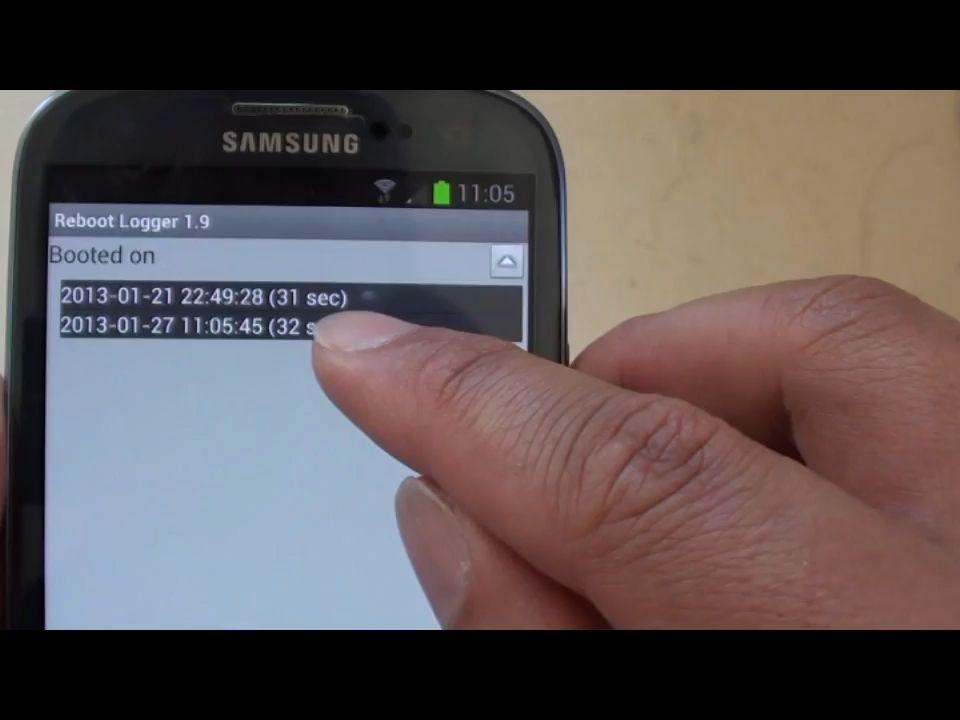 SAMSUNG
11:05
Reboot Logger 1.9
Booted on
2013-01-21 22:49:28 (31 sec)
2013-01-27 11:05:45 (32 s